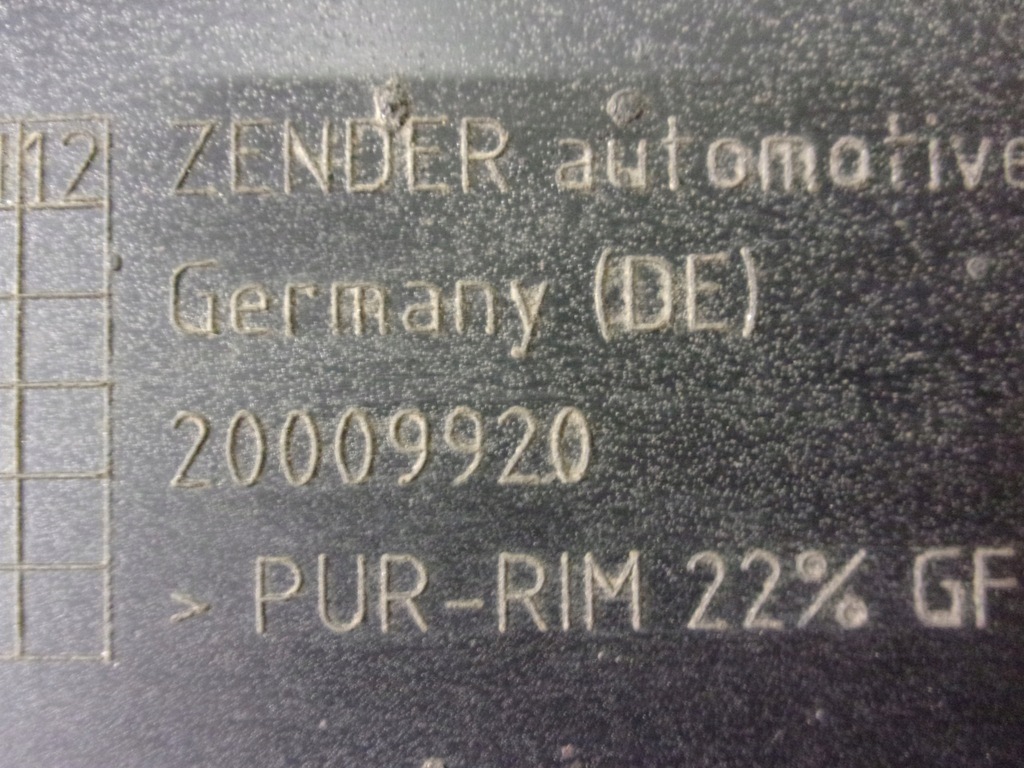 12 ZENDER automotive
Germany (DE)
20009920
> PUR-RIM 22% GF